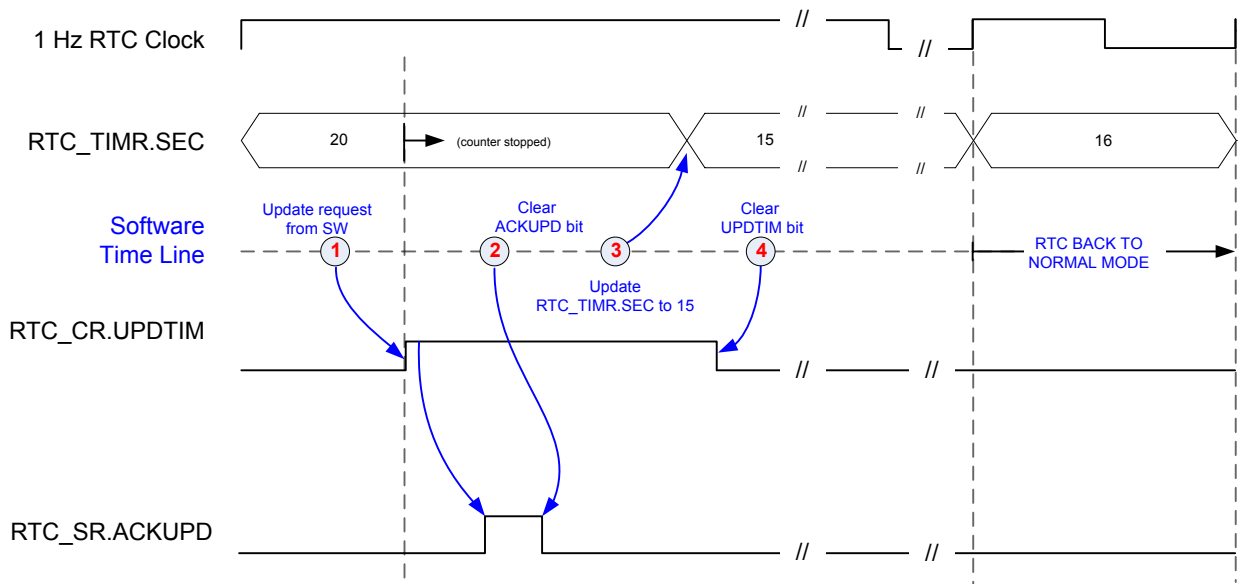 1 Hz RTC Clock
//
//
RTC_TIMR.SEC
20
(counter stopped)
//
//
15
//
//
16
Software
Time Line
Update request
from SW
1
Clear
ACKUPD bit
2
3
Update
RTC_TIMR.SEC to 15
Clear
UPDTIM bit
4
RTC BACK TO
NORMAL MODE
RTC_CR.UPDTIM
//
//
RTC_SR.ACKUPD
//
//